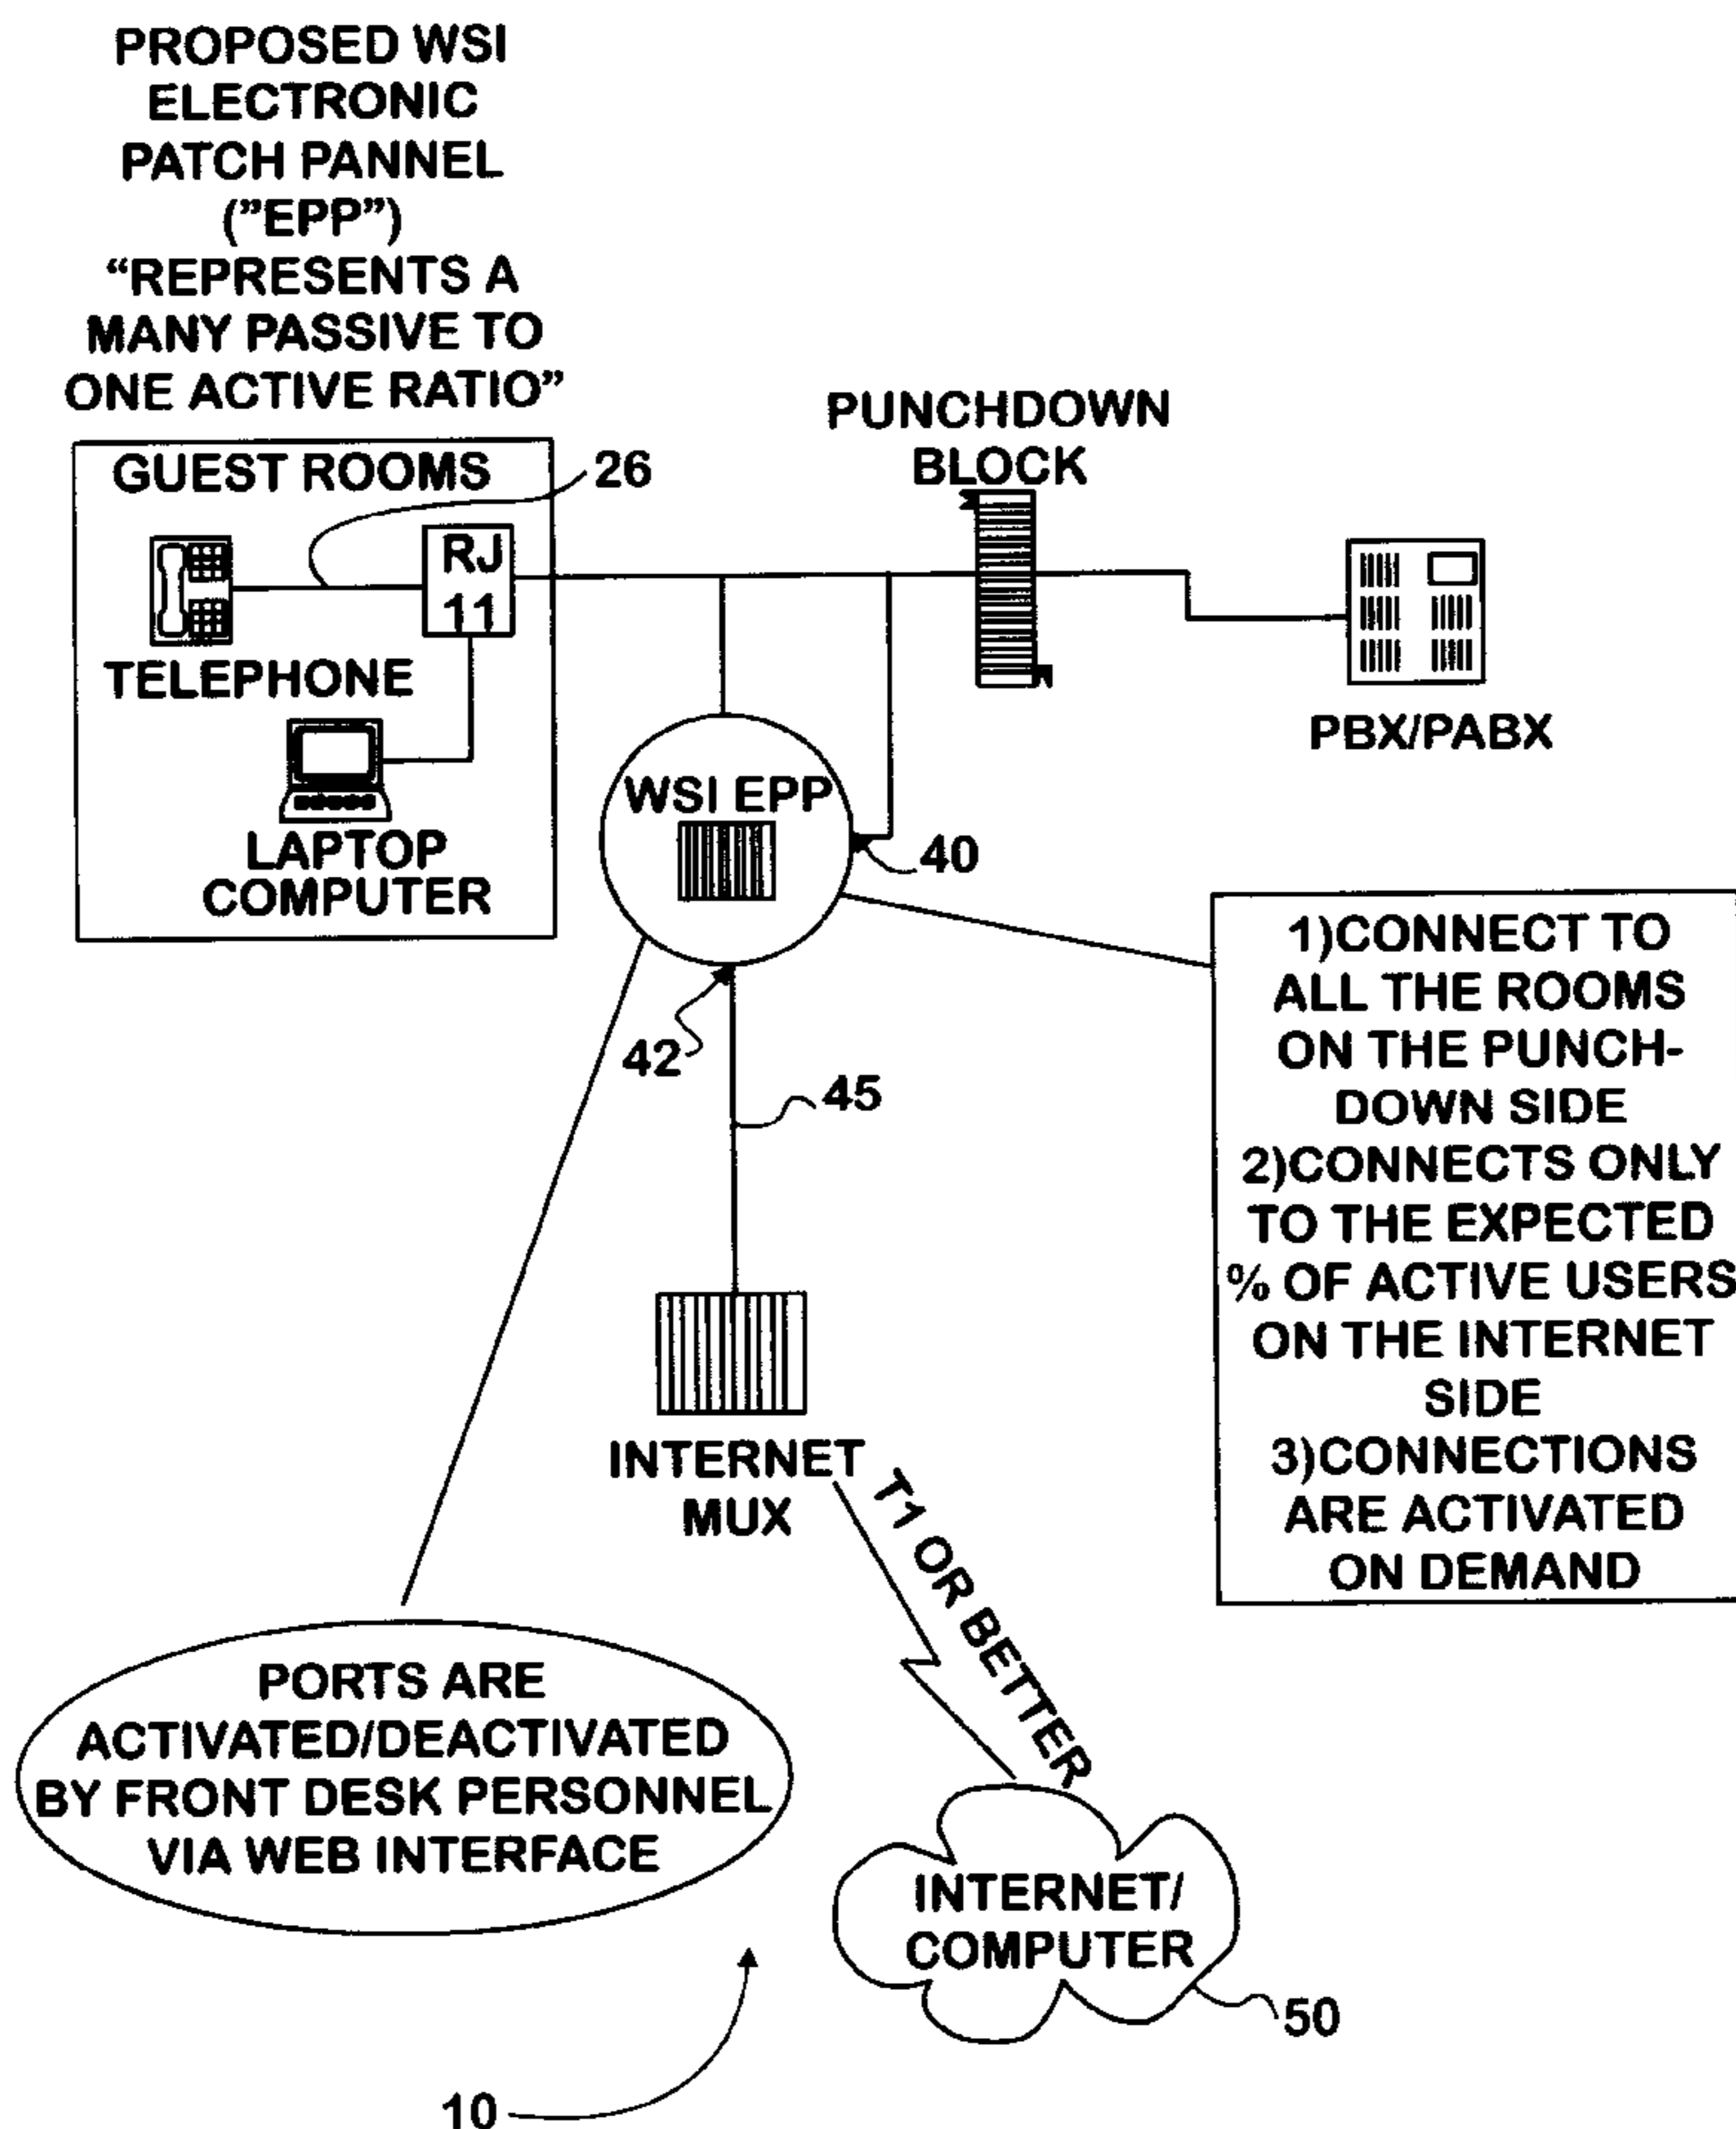 PROPOSED WSI
ELECTRONIC
PATCH PANNEL
(”EPP”)
“REPRESENTS A
MANY PASSIVE TO
ONE ACTIVE RATIO”
GUEST ROOMS
26
RJ
11
TELEPHONE
LAPTOP
COMPUTER
PUNCHDOWN
BLOCK
PBX/PABX
WSI EPP
40
42
45
1)CONNECT TO
ALL THE ROOMS
ON THE PUNCH-
DOWN SIDE
2)CONNECTS ONLY
TO THE EXPECTED
% OF ACTIVE USERS
ON THE INTERNET
SIDE
3)CONNECTIONS
ARE ACTIVATED
ON DEMAND
INTERNET
MUX
T1 OR BETTER
PORTS ARE
ACTIVATED/DEACTIVATED
BY FRONT DESK PERSONNEL
VIA WEB INTERFACE
INTERNET/
COMPUTER
50
10